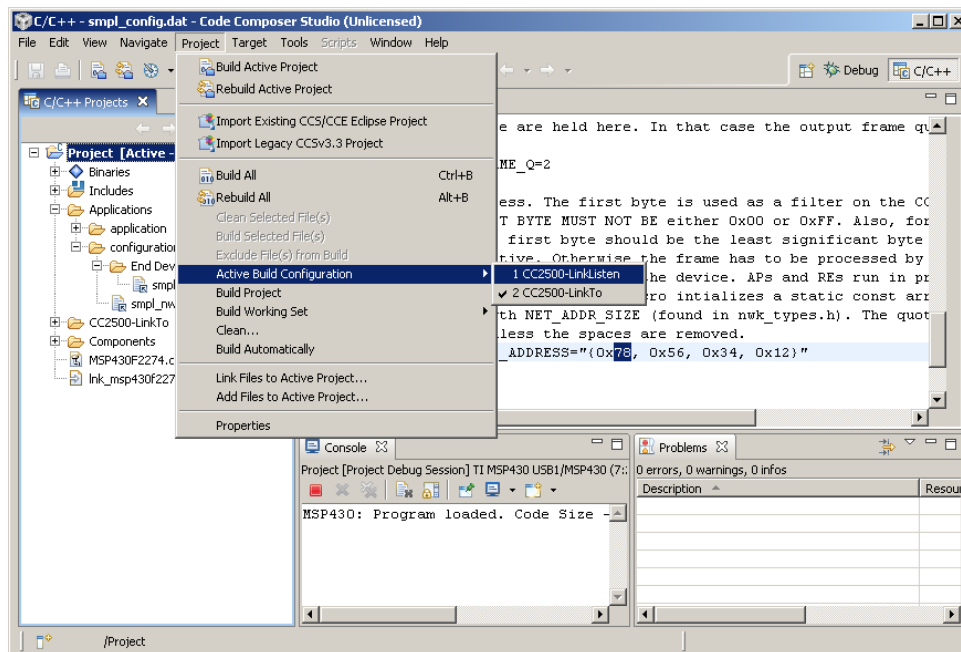 C/C++ - smpl_config.dat - Code Composer Studio (Unlicensed)
File Edit View Navigate Project Target Tools Scripts Window Help
Debug C/C++
C/C++ Projects
Project [Active -
Binaries
Includes
Applications
application
configuration
End Dev
smpl
smpl_nw
CC2500-LinkTo
Components
MSP430F2274.c
lnk_msp430f227
Build Active Project
Rebuild Active Project
Import Existing CCS/CCE Eclipse Project
Import Legacy CCSv3.3 Project
Build All Ctrl+B
Rebuild All Alt+B
Clean Selected File(s)
Build Selected File(s)
Exclude File(s) from Build
Active Build Configuration
Build Project
Build Working Set
Clean...
Build Automatically
Link Files to Active Project...
Add Files to Active Project...
Properties
1 CC2500-LinkListen
2 CC2500-LinkTo
e are held here. In that case the output frame qu
ME_Q=2
ess. The first byte is used as a filter on the CC
T BYTE MUST NOT BE either 0x00 or 0xFF. Also, for
first byte should be the least significant byte
tive. Otherwise the frame has to be processed by
he device. APs and REs run in pr
ro intializes a static const arr
th NET_ADDR_SIZE (found in nwk_types.h). The quot
less the spaces are removed.
_ADDRESS="{0x78, 0x56, 0x34, 0x12}"
Console
Project [Project Debug Session] TI MSP430 USB1/MSP430 (7:
MSP430: Program loaded. Code Size -
Problems
0 errors, 0 warnings, 0 infos
Description Resour
/Project